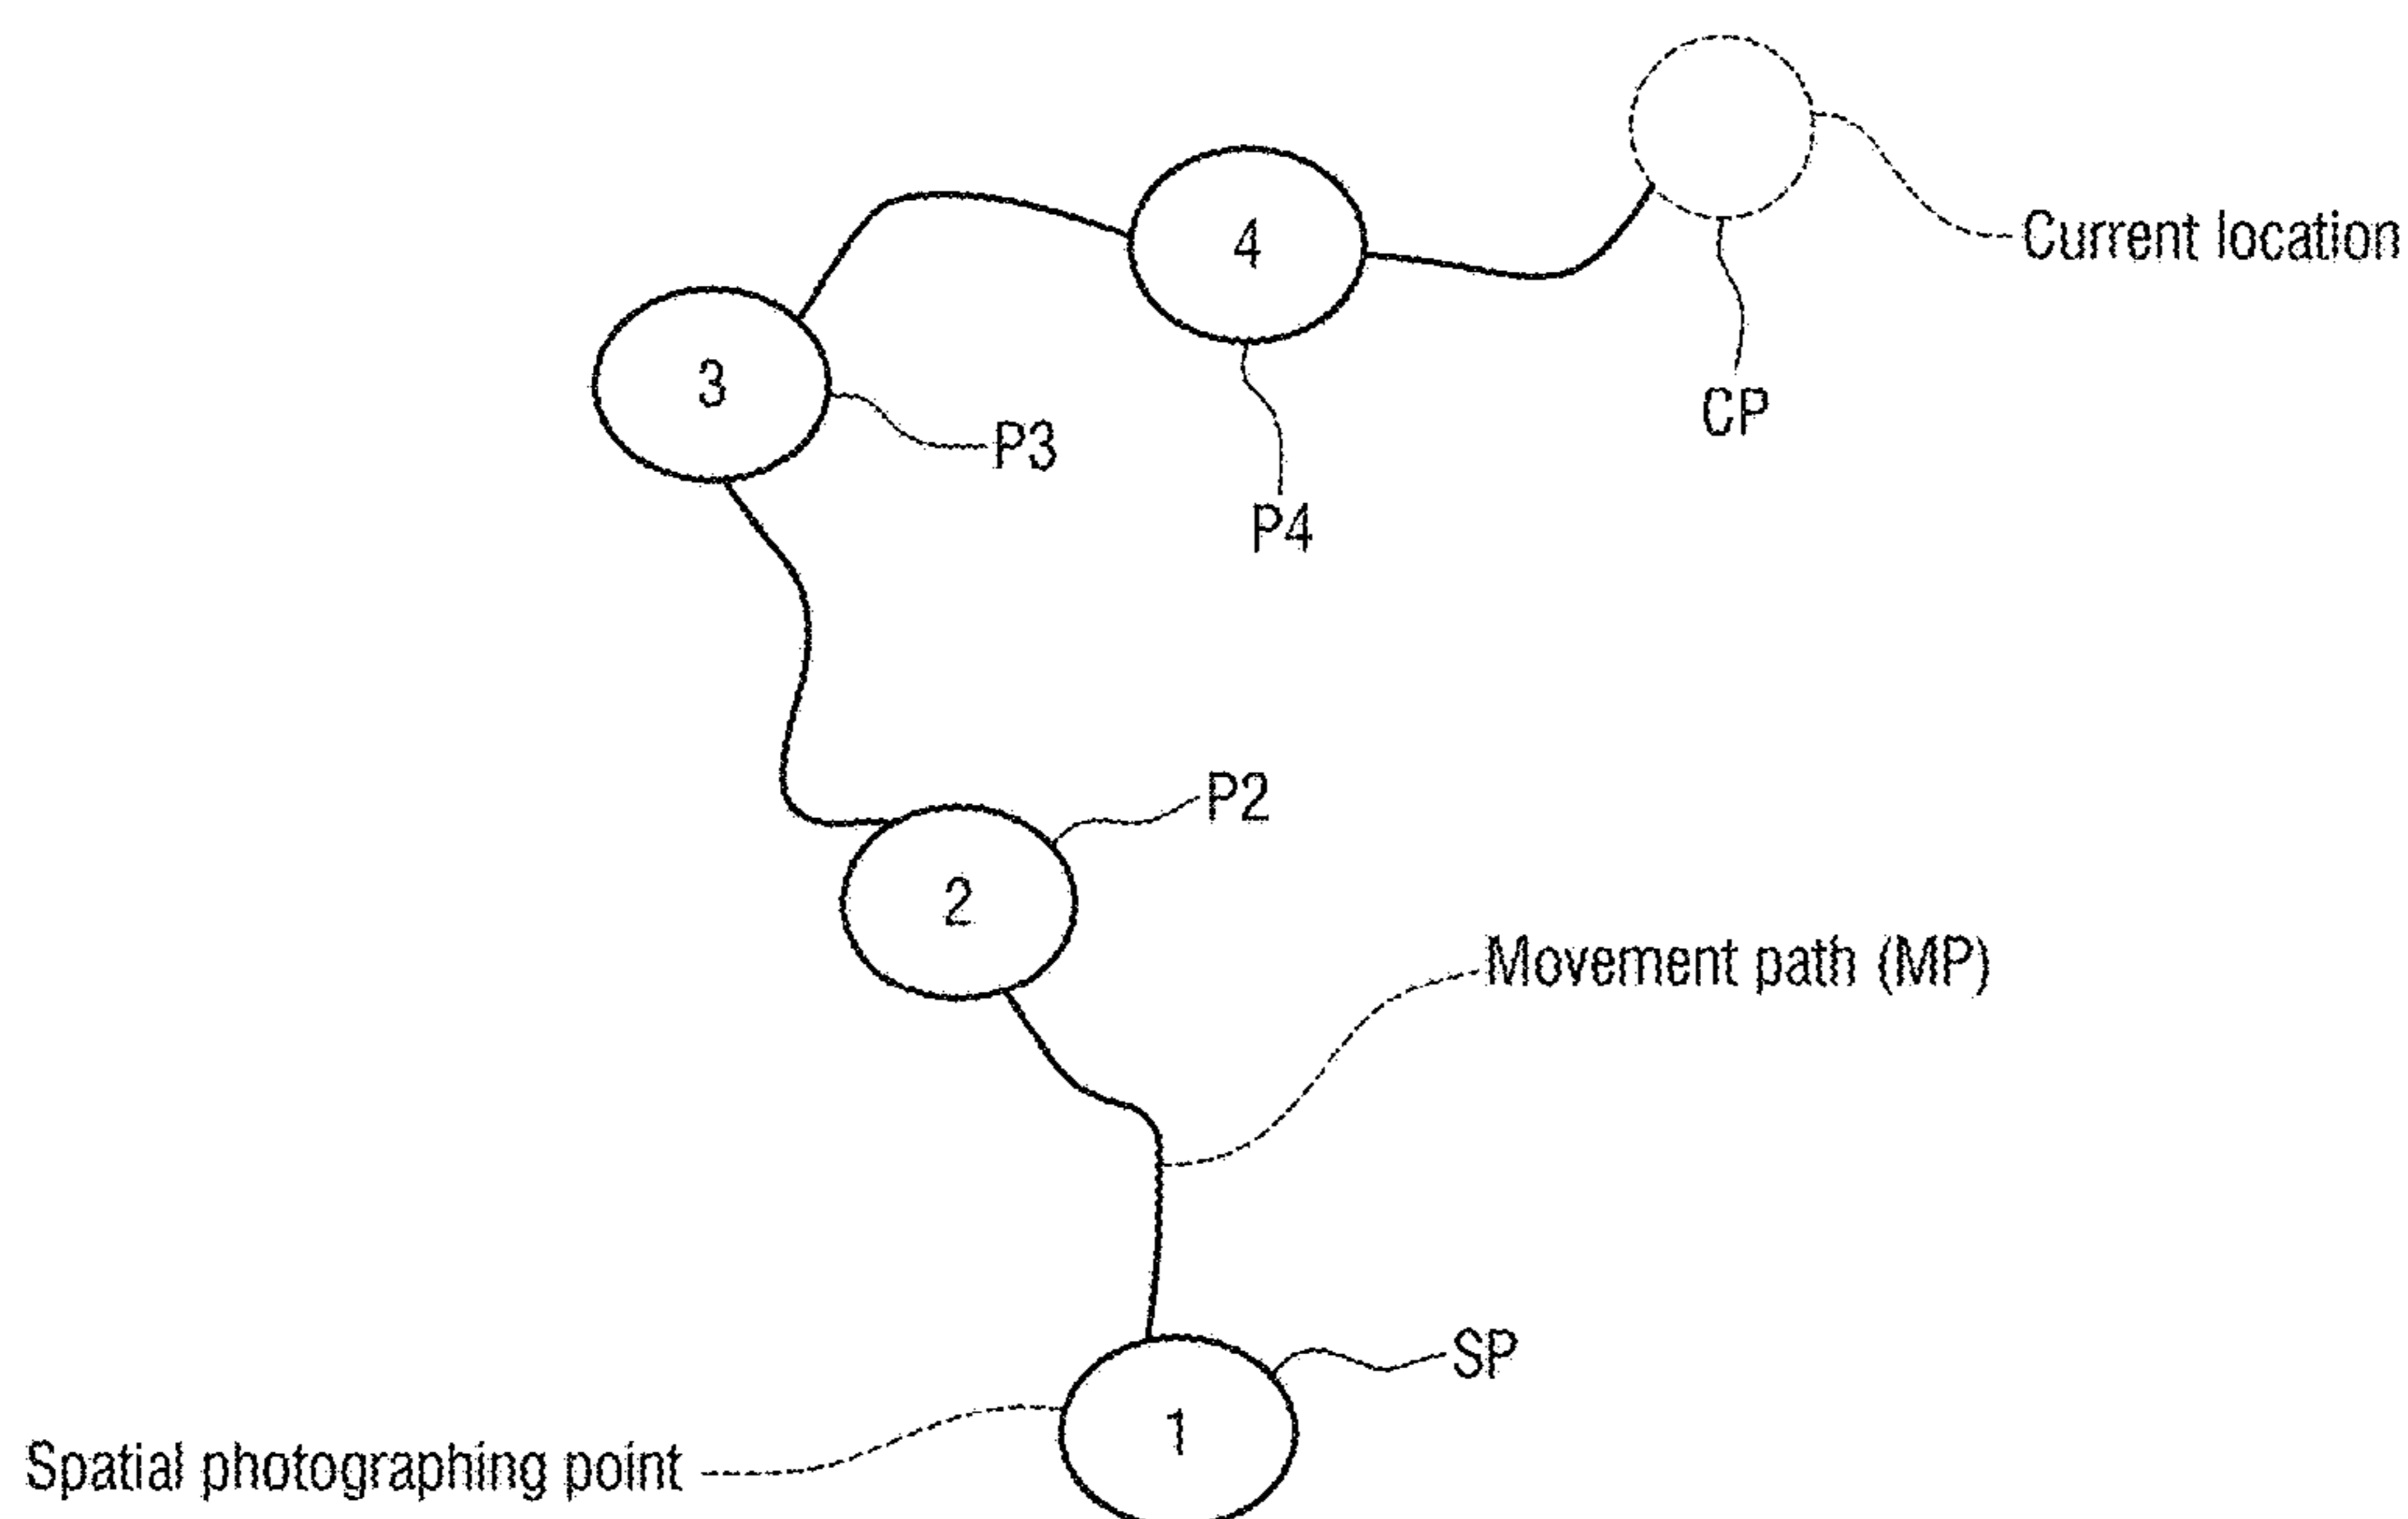 4
Current location
3
CP
P3
P4
P2
2
Movement path (MP)
SP
1
Spatial photographing point